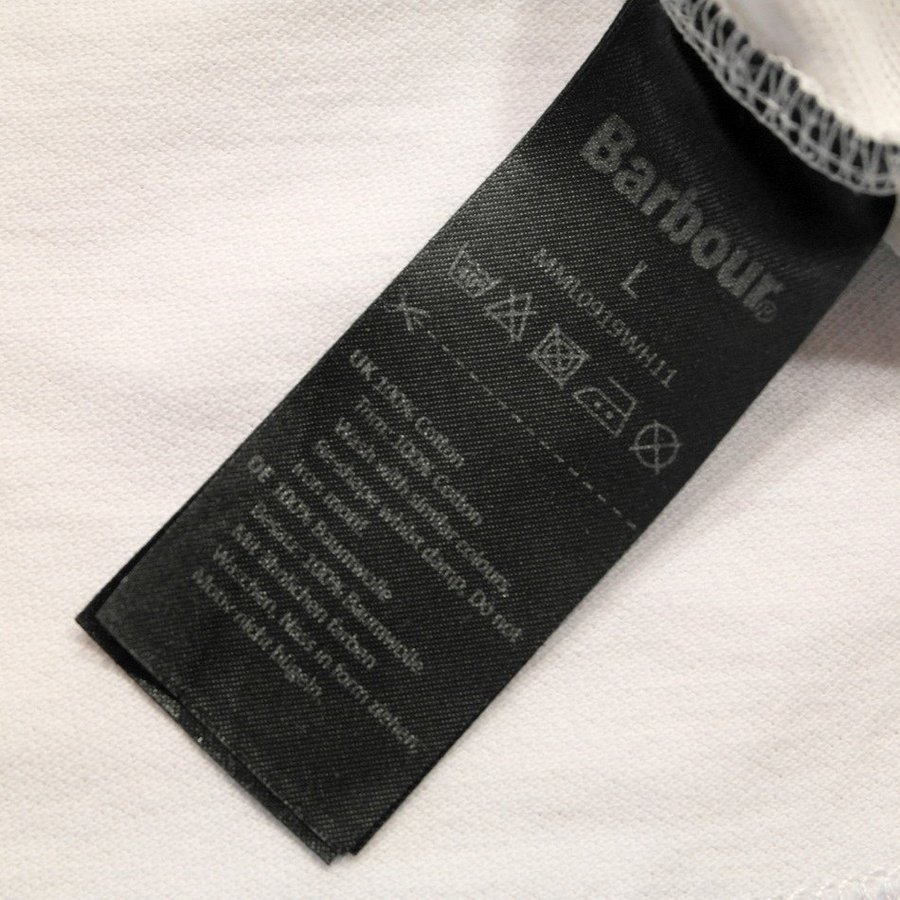 Barbour®
L
MML0919WH11
UK 100% Cotton
Trim: 100% Cotton
Wash with similar colours.
Reshape whilst damp. Do not
Iron motif.
DE 100% Baumwolle
Besatz: 100% Baumwolle
Mit ähnlichen farben
Waschen. Nass in form ziehen.
Motiv nicht bügeln.